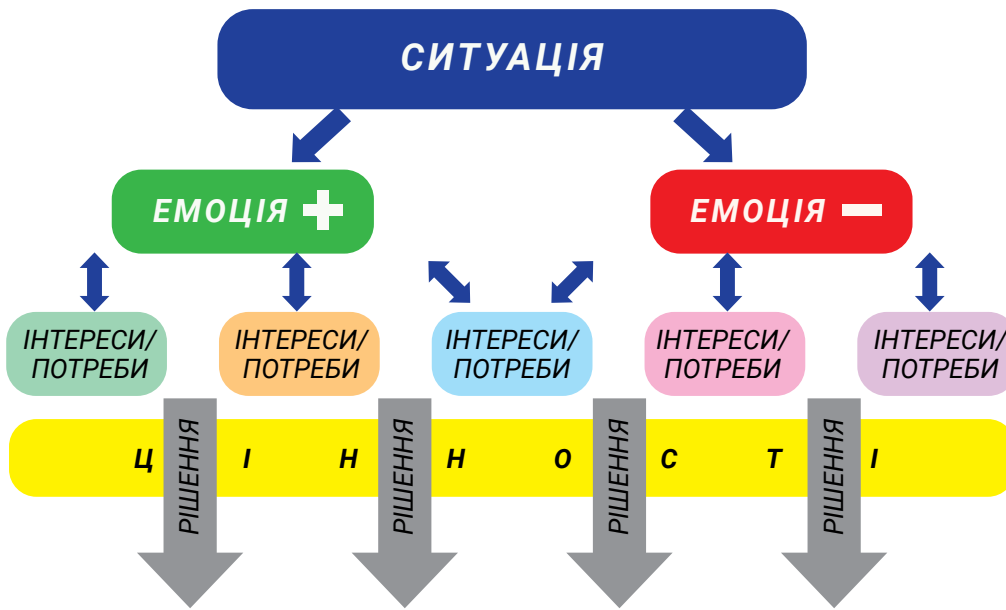 СИТУАЦІЯ
ЕМОЦІЯ +
ЕМОЦІЯ −
ІНТЕРЕСИ/
ПОТРЕБИ
ІНТЕРЕСИ/
ПОТРЕБИ
ІНТЕРЕСИ/
ПОТРЕБИ
ІНТЕРЕСИ/
ПОТРЕБИ
ІНТЕРЕСИ/
ПОТРЕБИ
Ц І Н Н О С Т І
РІШЕННЯ
РІШЕННЯ
РІШЕННЯ
РІШЕННЯ